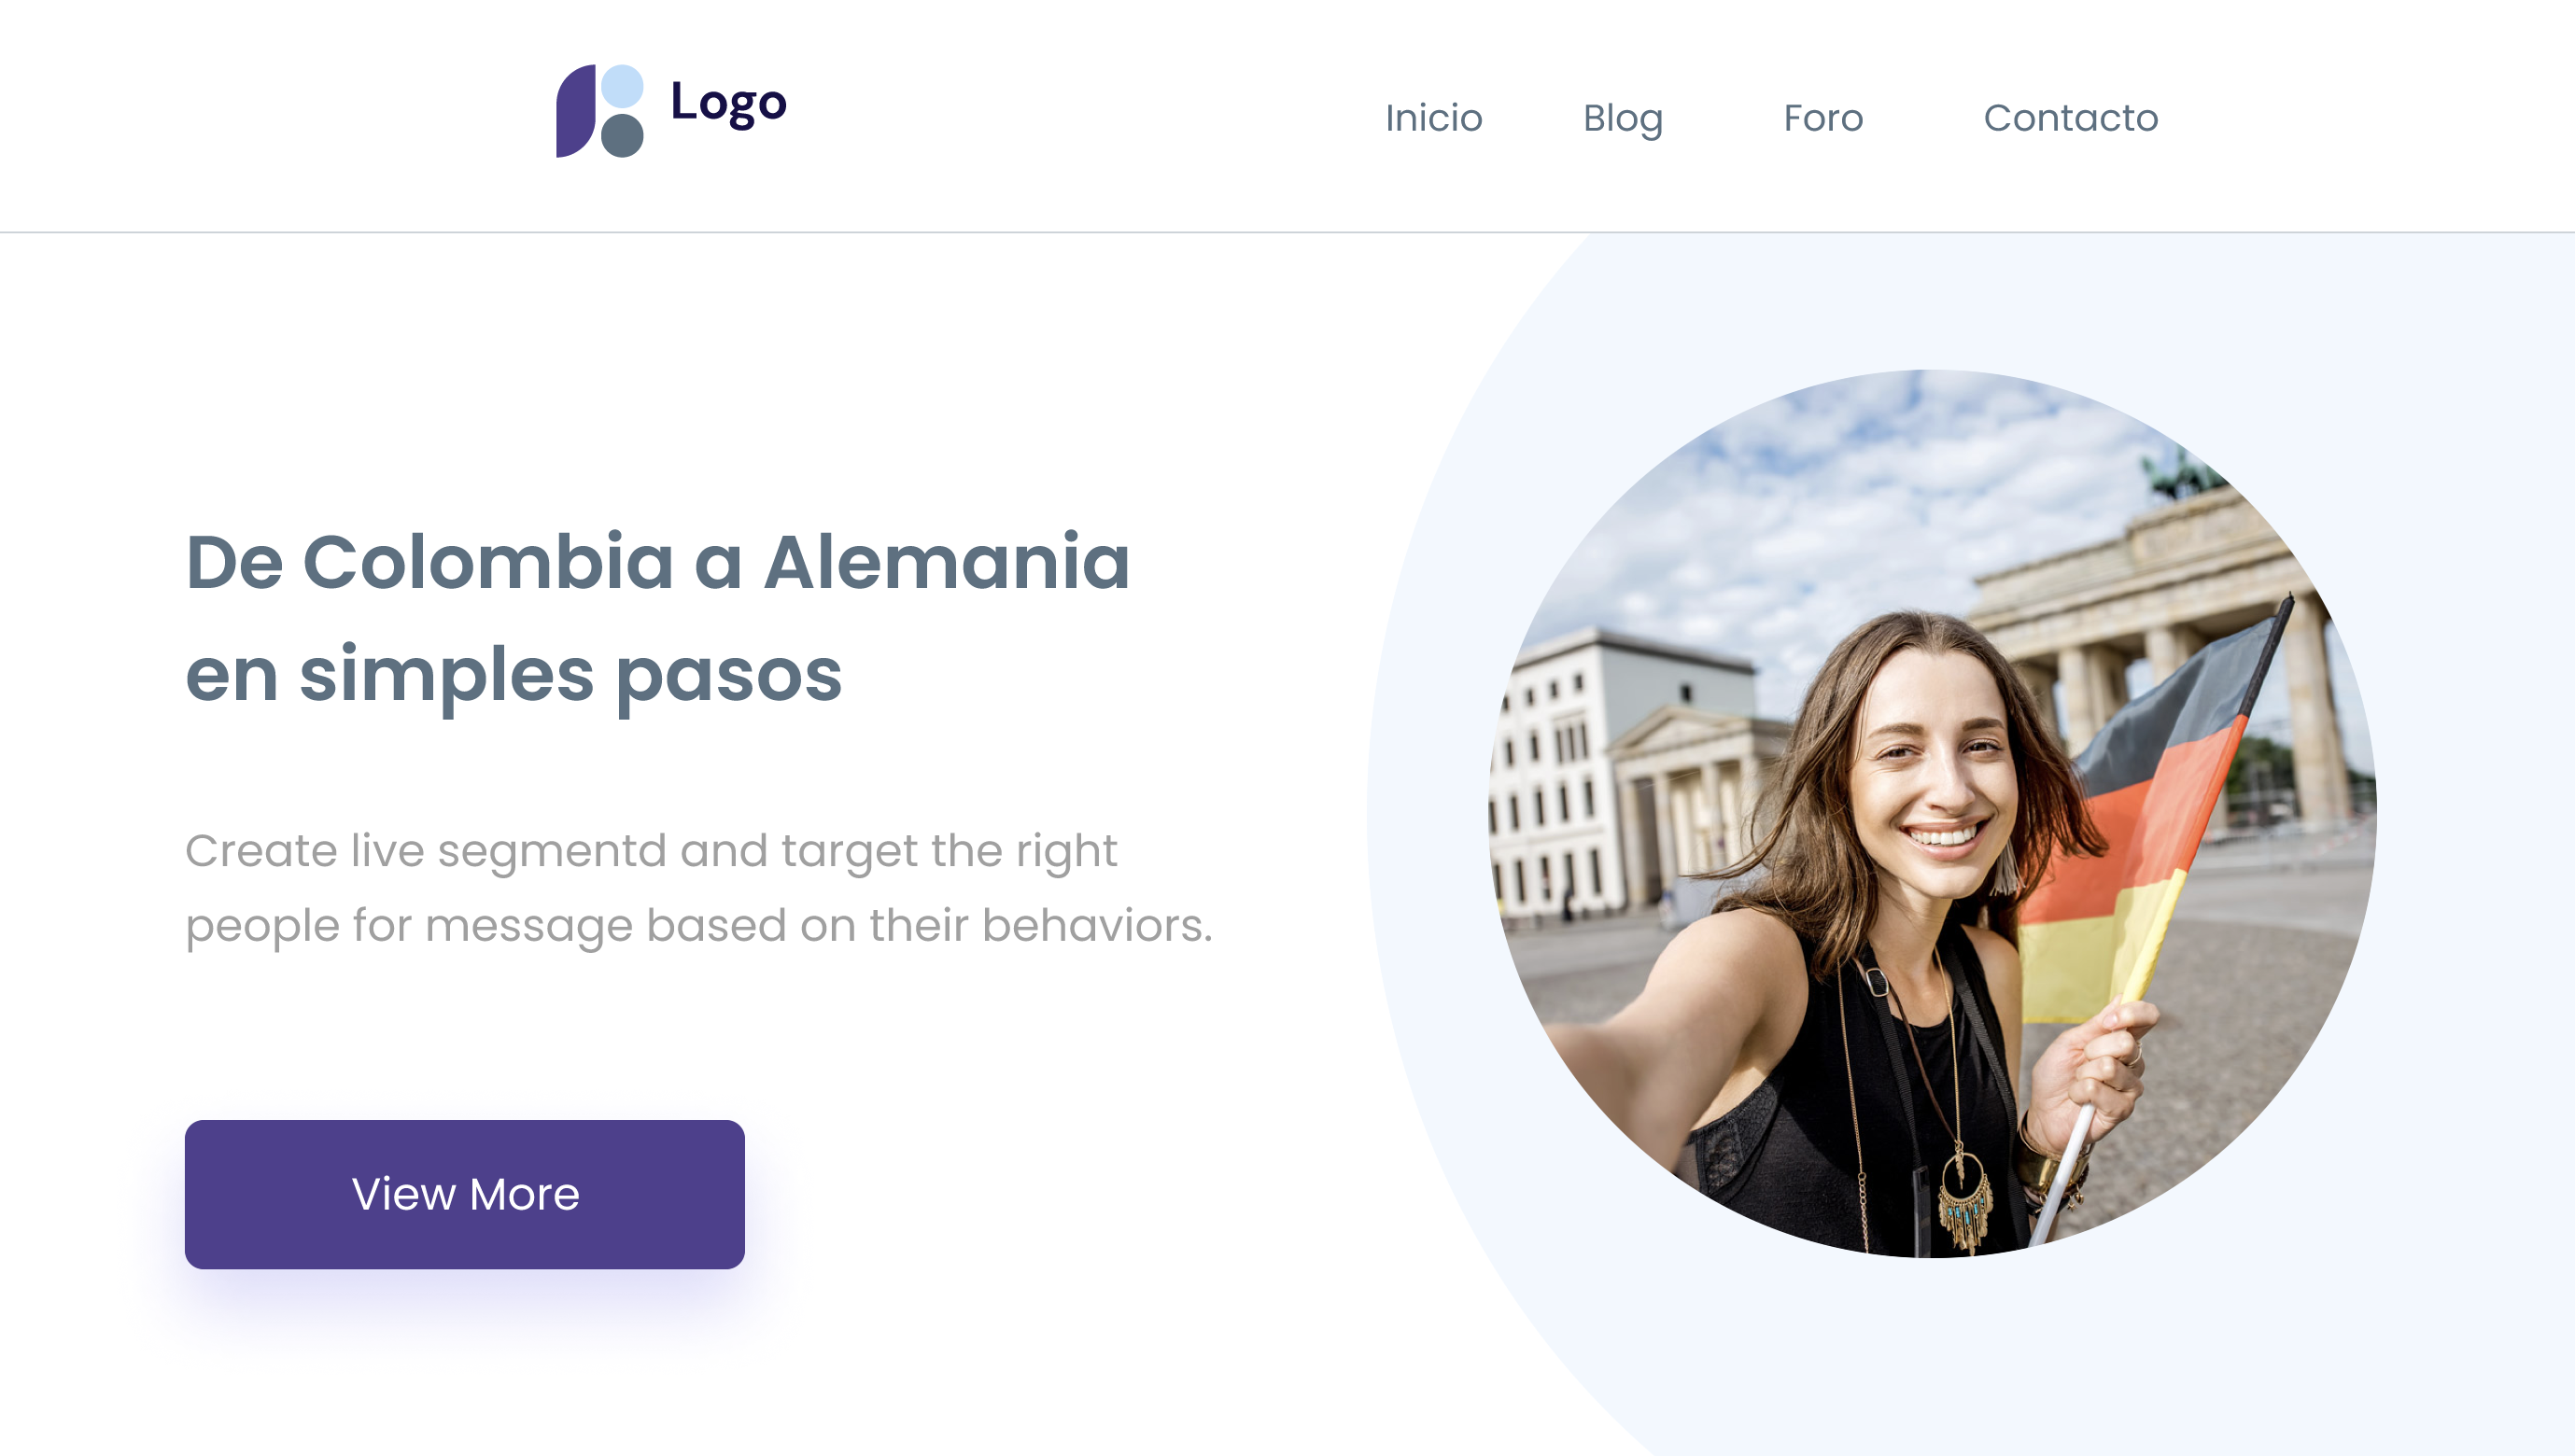 Logo
Inicio Blog Foro Contacto
De Colombia a Alemania
en simples pasos
Create live segmentd and target the right
people for message based on their behaviors.
View More